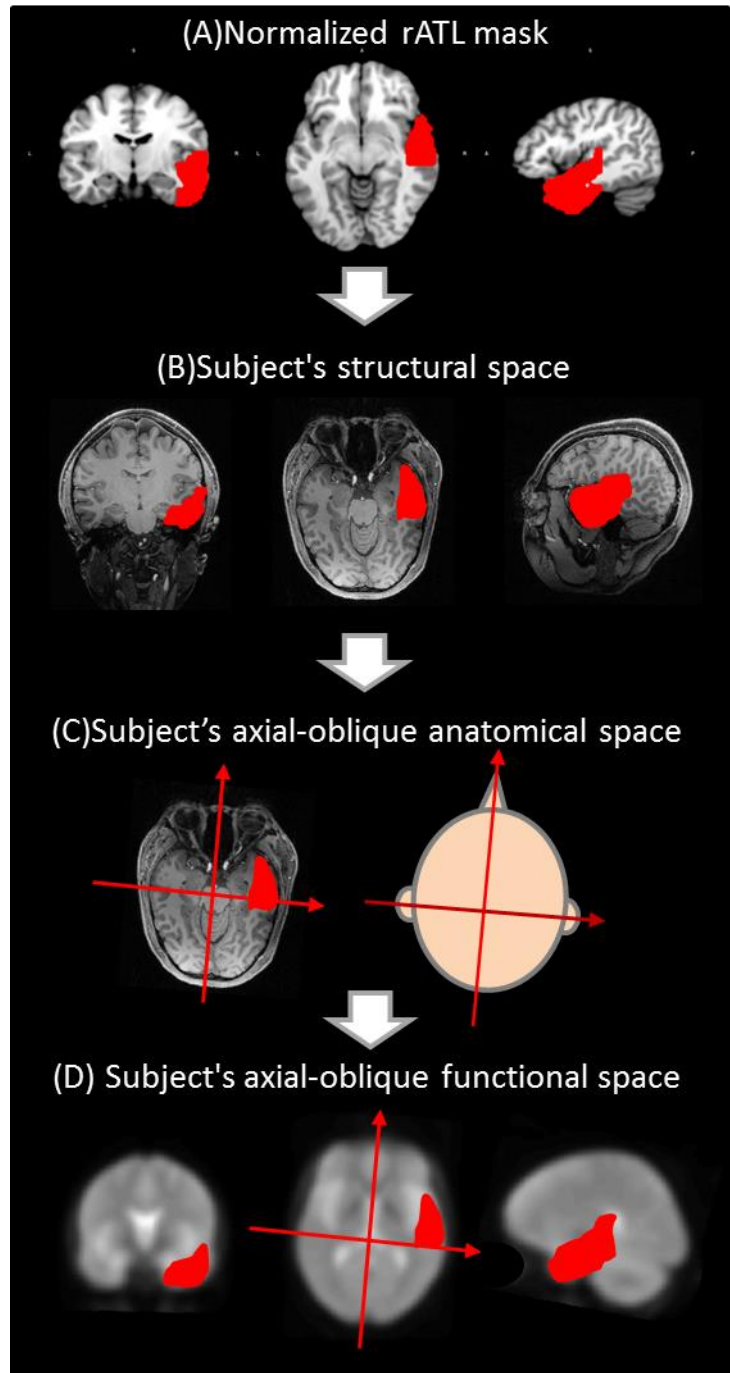 (A)Normalized rATL mask
(B)Subject's structural space
(C)Subject’s axial-oblique anatomical space
(D) Subject's axial-oblique functional space